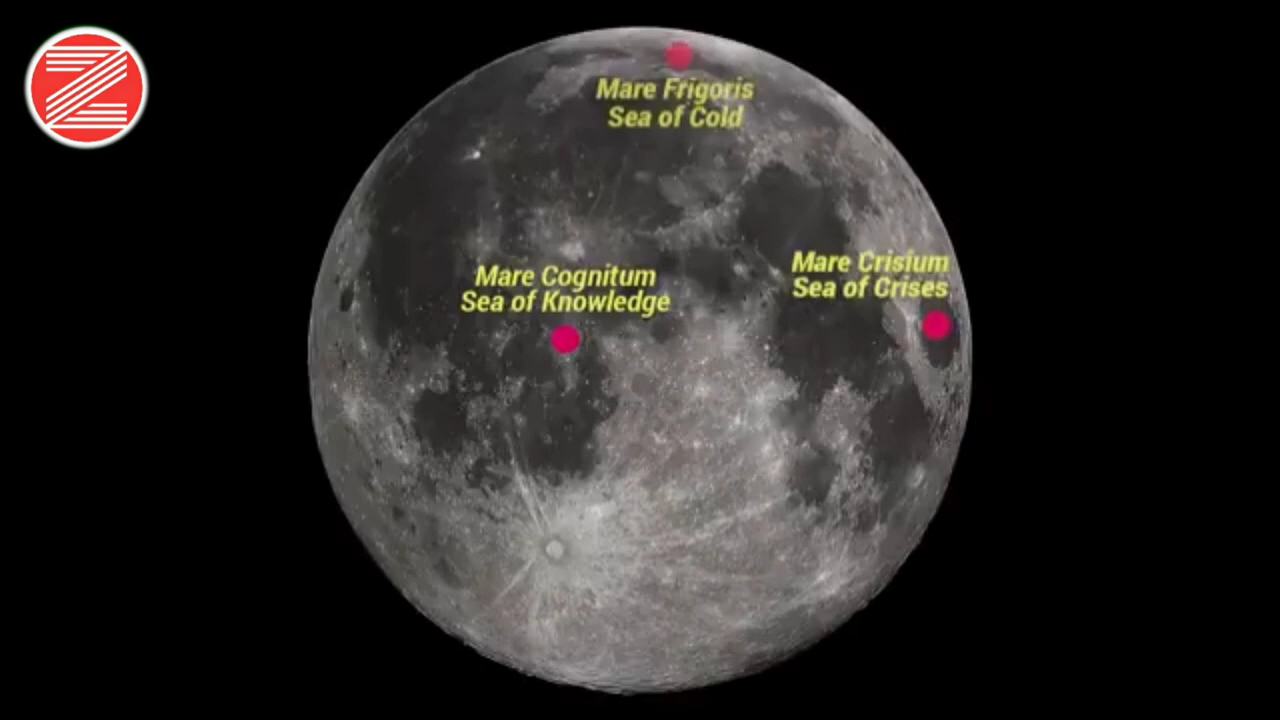 Mare Frigoris
Sea of Cold
Mare Crisium
Sea of Crises
Mare Cognitum
Sea of Knowledge